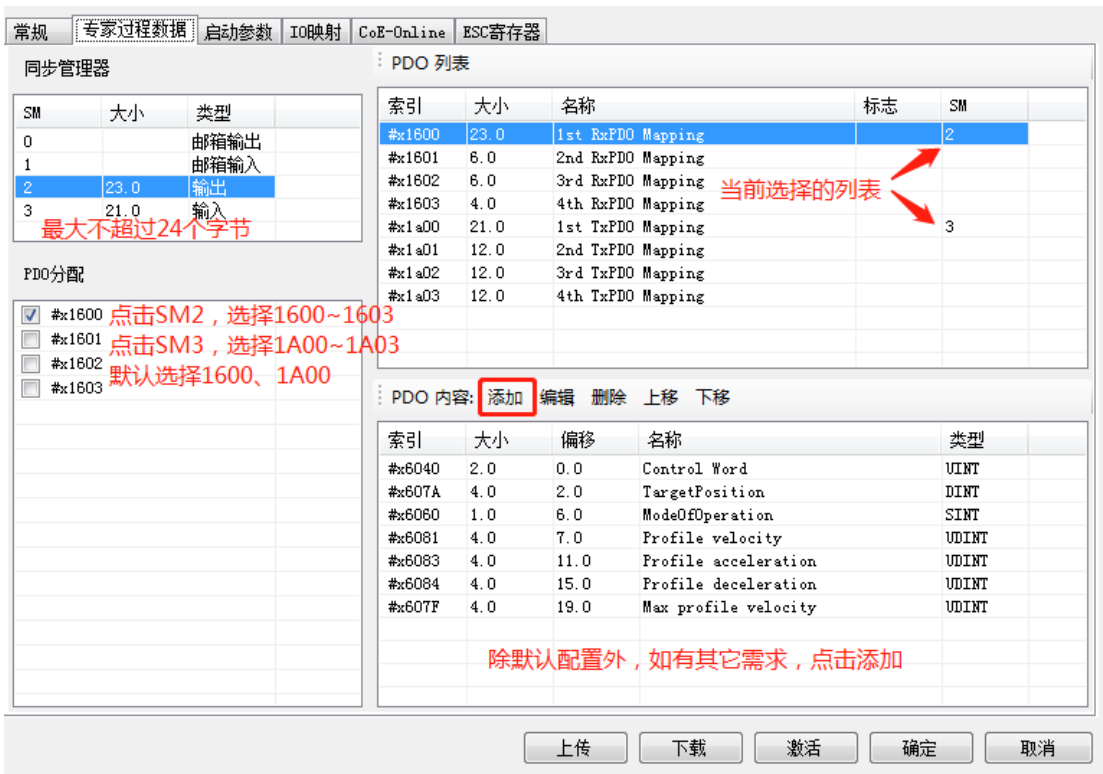 常规 专家过程数据 启动参数 IO映射 CoE-Online ESC寄存器
同步管理器
SM 大小 类型
0 邮箱输出
1 邮箱输入
2 23.0 输出
3 21.0 输入
最大不超过24个字节
PDO分配
#x1600
#x1601
#x1602
#x1603
点击SM2，选择1600~1603
点击SM3，选择1A00~1A03
默认选择1600、1A00
PDO 列表
索引 大小 名称 标志 SM
#x1600 23.0 1st RxPDO Mapping 2
#x1601 6.0 2nd RxPDO Mapping
#x1602 6.0 3rd RxPDO Mapping
#x1603 4.0 4th RxPDO Mapping
#x1a00 21.0 1st TxPDO Mapping 3
#x1a01 12.0 2nd TxPDO Mapping
#x1a02 12.0 3rd TxPDO Mapping
#x1a03 12.0 4th TxPDO Mapping
当前选择的列表
PDO 内容: 添加 编辑 删除 上移 下移
索引 大小 偏移 名称 类型
#x6040 2.0 0.0 Control Word UINT
#x607A 4.0 2.0 TargetPosition DINT
#x6060 1.0 6.0 ModeOfOperation SINT
#x6081 4.0 7.0 Profile velocity UDINT
#x6083 4.0 11.0 Profile acceleration UDINT
#x6084 4.0 15.0 Profile deceleration UDINT
#x607F 4.0 19.0 Max profile velocity UDINT
除默认配置外，如有其它需求，点击添加
上传 下载 激活 确定 取消